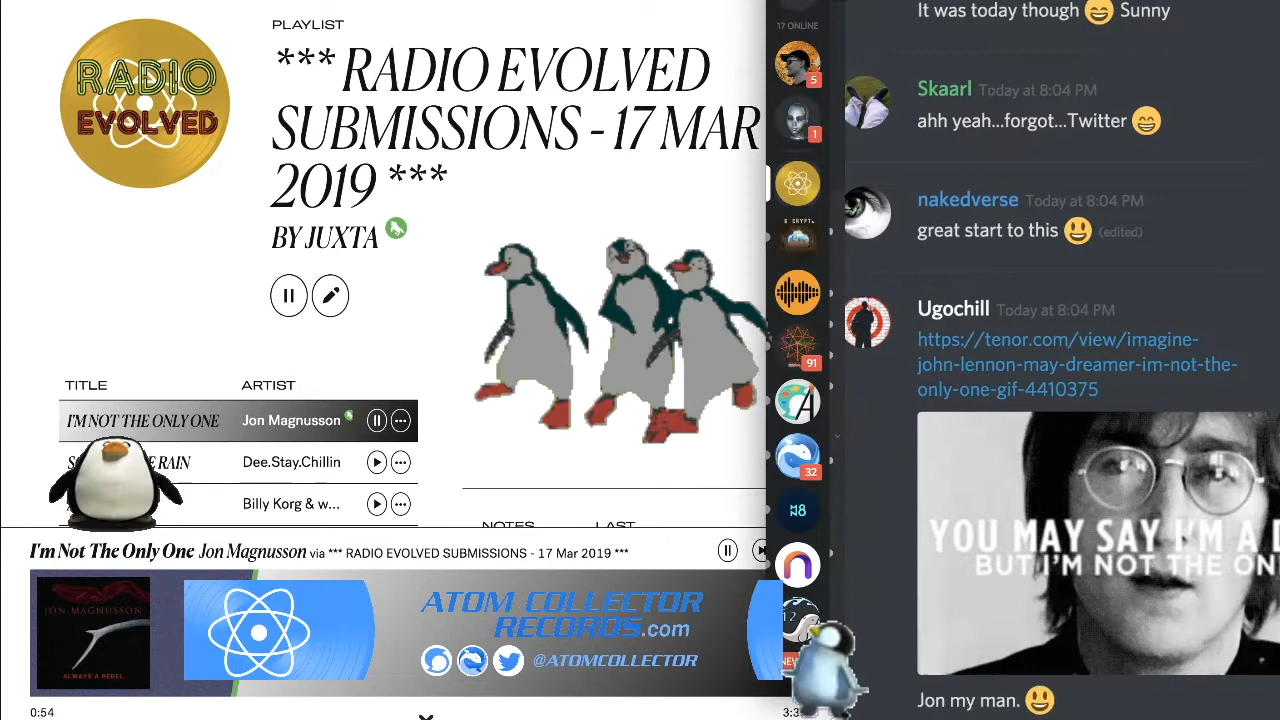 PLAYLIST
*** RADIO EVOLVED
SUBMISSIONS - 17 MAR
2019 ***
BY JUXTA
RADIO
EVOLVED
TITLE ARTIST
I'M NOT THE ONLY ONE Jon Magnusson
RAIN Dee.Stay.Chillin
Billy Korg & w...
NOTES LAST
I'm Not The Only One Jon Magnusson via *** RADIO EVOLVED SUBMISSIONS - 17 Mar 2019 ***
JON MAGNUSSON
ALWAYS A REBEL
ATOM COLLECTOR
RECORDS.com
@ATOMCOLLECTOR
0:54
17 ONLINE
5
1
91
32
It was today though 😄 Sunny
Skaarl Today at 8:04 PM
ahh yeah...forgot...Twitter 😄
nakedverse Today at 8:04 PM
great start to this 😃 (edited)
Ugochill Today at 8:04 PM
https://tenor.com/view/imagine-
john-lennon-may-dreamer-im-not-the-
only-one-gif-4410375
YOU MAY SAY I'M A
BUT I'M NOT THE
Jon my man. 😃